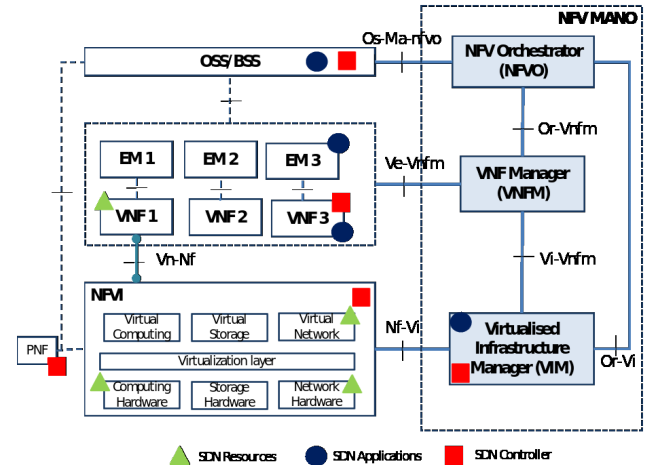 NFV MANO
Os-Ma-nfvo
OSS/BSS
NFV Orchestrator
(NFVO)
Or-Vnfm
EM 1
EM 2
EM 3
Ve-Vnfm
VNF Manager
(VNFM)
VNF 1
VNF 2
VNF 3
Vn-Nf
Vi-Vnfm
NFVI
Virtual
Computing
Virtual
Storage
Virtual
Network
Nf-Vi
Virtualised
Infrastructure
Manager (VIM)
Or-Vi
PNF
Virtualization layer
Computing
Hardware
Storage
Hardware
Network
Hardware
SDN Resources
SDN Applications
SDN Controller